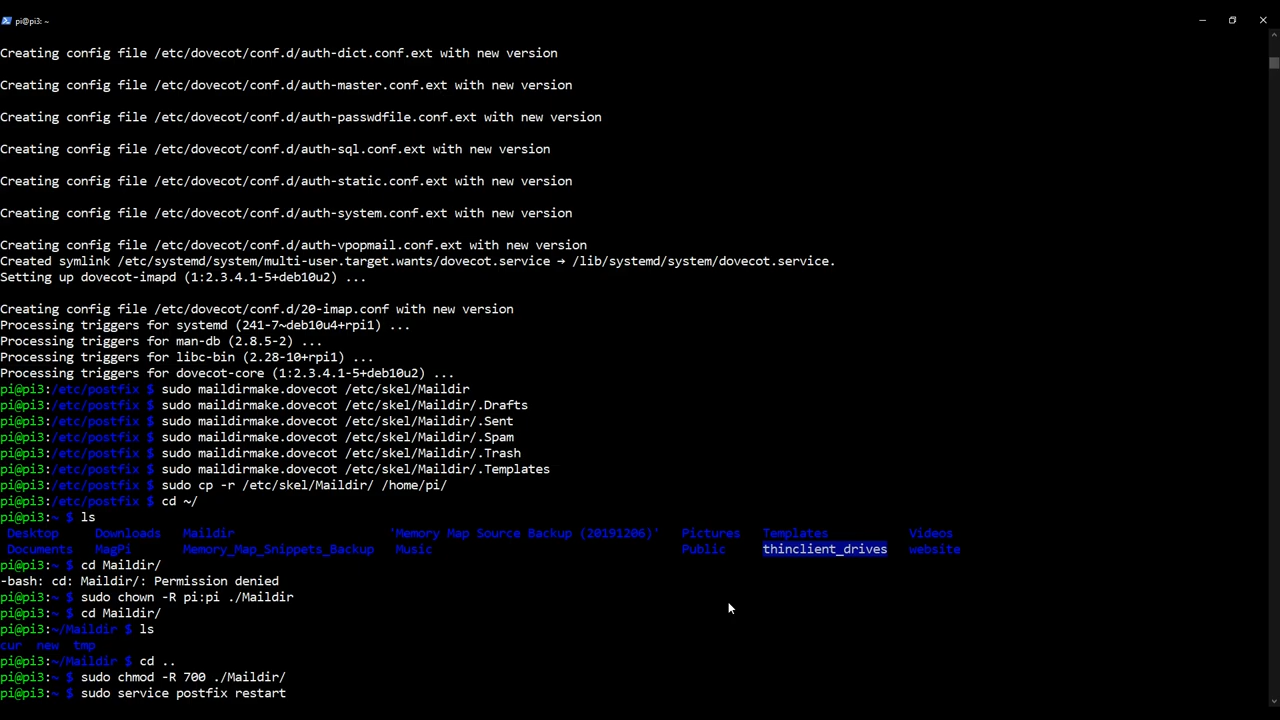 pi@pi3: ~
Creating config file /etc/dovecot/conf.d/auth-dict.conf.ext with new version
Creating config file /etc/dovecot/conf.d/auth-master.conf.ext with new version
Creating config file /etc/dovecot/conf.d/auth-passwdfile.conf.ext with new version
Creating config file /etc/dovecot/conf.d/auth-sql.conf.ext with new version
Creating config file /etc/dovecot/conf.d/auth-static.conf.ext with new version
Creating config file /etc/dovecot/conf.d/auth-system.conf.ext with new version
Creating config file /etc/dovecot/conf.d/auth-vpopmail.conf.ext with new version
Created symlink /etc/systemd/system/multi-user.target.wants/dovecot.service → /lib/systemd/system/dovecot.service.
Setting up dovecot-imapd (1:2.3.4.1-5+deb10u2) ...
Creating config file /etc/dovecot/conf.d/20-imap.conf with new version
Processing triggers for systemd (241-7~deb10u4+rpi1) ...
Processing triggers for man-db (2.8.5-2) ...
Processing triggers for libc-bin (2.28-10+rpi1) ...
Processing triggers for dovecot-core (1:2.3.4.1-5+deb10u2) ...
pi@pi3:/etc/postfix $ sudo maildirmake.dovecot /etc/skel/Maildir
pi@pi3:/etc/postfix $ sudo maildirmake.dovecot /etc/skel/Maildir/.Drafts
pi@pi3:/etc/postfix $ sudo maildirmake.dovecot /etc/skel/Maildir/.Sent
pi@pi3:/etc/postfix $ sudo maildirmake.dovecot /etc/skel/Maildir/.Spam
pi@pi3:/etc/postfix $ sudo maildirmake.dovecot /etc/skel/Maildir/.Trash
pi@pi3:/etc/postfix $ sudo maildirmake.dovecot /etc/skel/Maildir/.Templates
pi@pi3:/etc/postfix $ sudo cp -r /etc/skel/Maildir/ /home/pi/
pi@pi3:/etc/postfix $ cd ~/
pi@pi3:~ $ ls
Desktop Downloads Maildir 'Memory Map Source Backup (20191206)' Pictures Templates Videos
Documents MagPi Memory_Map_Snippets_Backup Music Public thinclient_drives website
pi@pi3:~ $ cd Maildir/
-bash: cd: Maildir/: Permission denied
pi@pi3:~ $ sudo chown -R pi:pi ./Maildir
pi@pi3:~ $ cd Maildir/
pi@pi3:~/Maildir $ ls
cur new tmp
pi@pi3:~/Maildir $ cd ..
pi@pi3:~ $ sudo chmod -R 700 ./Maildir/
pi@pi3:~ $ sudo service postfix restart